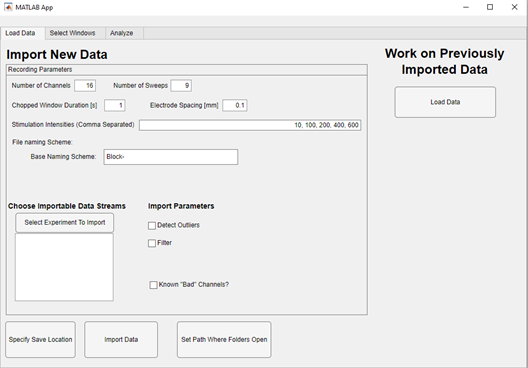 MATLAB App
Load Data Select Windows Analyze
Import New Data
Recording Parameters
Number of Channels 16 Number of Sweeps 9
Chopped Window Duration [s] 1 Electrode Spacing [mm] 0.1
Stimulation Intensities (Comma Separated) 10, 100, 200, 400, 600
File naming Scheme:
Base Naming Scheme: Block-
Choose Importable Data Streams
Select Experiment To Import
Import Parameters
Detect Outliers
Filter
Known "Bad" Channels?
Specify Save Location Import Data Set Path Where Folders Open
Work on Previously
Imported Data
Load Data